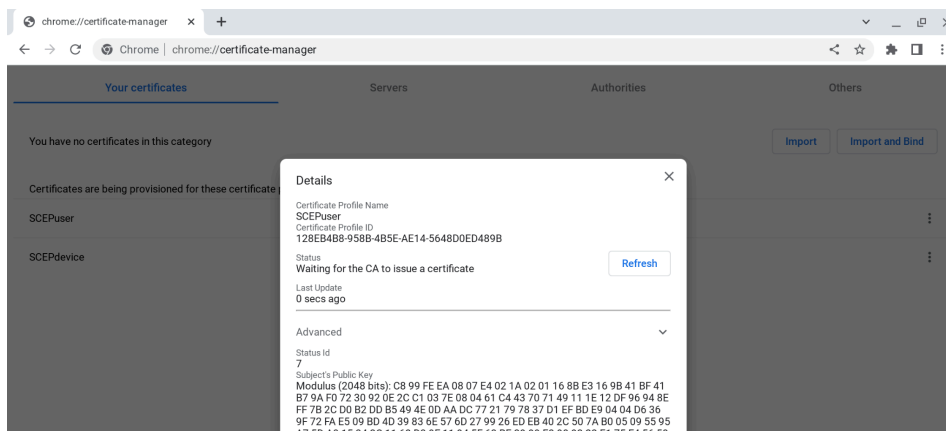 chrome://certificate-manager
Chrome | chrome://certificate-manager
Your certificates
Servers
Authorities
Others
You have no certificates in this category
Import
Import and Bind
Certificates are being provisioned for these certificate
SCEPuser
SCEPdevice
Details
Certificate Profile Name
SCEPuser
Certificate Profile ID
128EB4B8-958B-4B5E-AE14-5648D0ED489B
Status
Waiting for the CA to issue a certificate
Refresh
Last Update
0 secs ago
Advanced
Status Id
7
Subject's Public Key
Modulus (2048 bits): C8 99 FE EA 08 07 E4 02 1A 02 01 16 8B E3 16 9B 41 BF 41
B7 9A F0 72 30 92 0E 2C C1 03 7E 08 04 61 C4 43 70 71 49 11 1E 12 DF 96 94 8E
FF 7B 2C D0 B2 DD B5 49 4E 0D AA DC 77 21 79 78 37 D1 EF BD E9 04 04 D6 36
9F 72 FA E5 09 BD 4D 39 83 6E 57 6D 27 99 26 ED EB 40 2C 50 7A B0 05 09 55 95